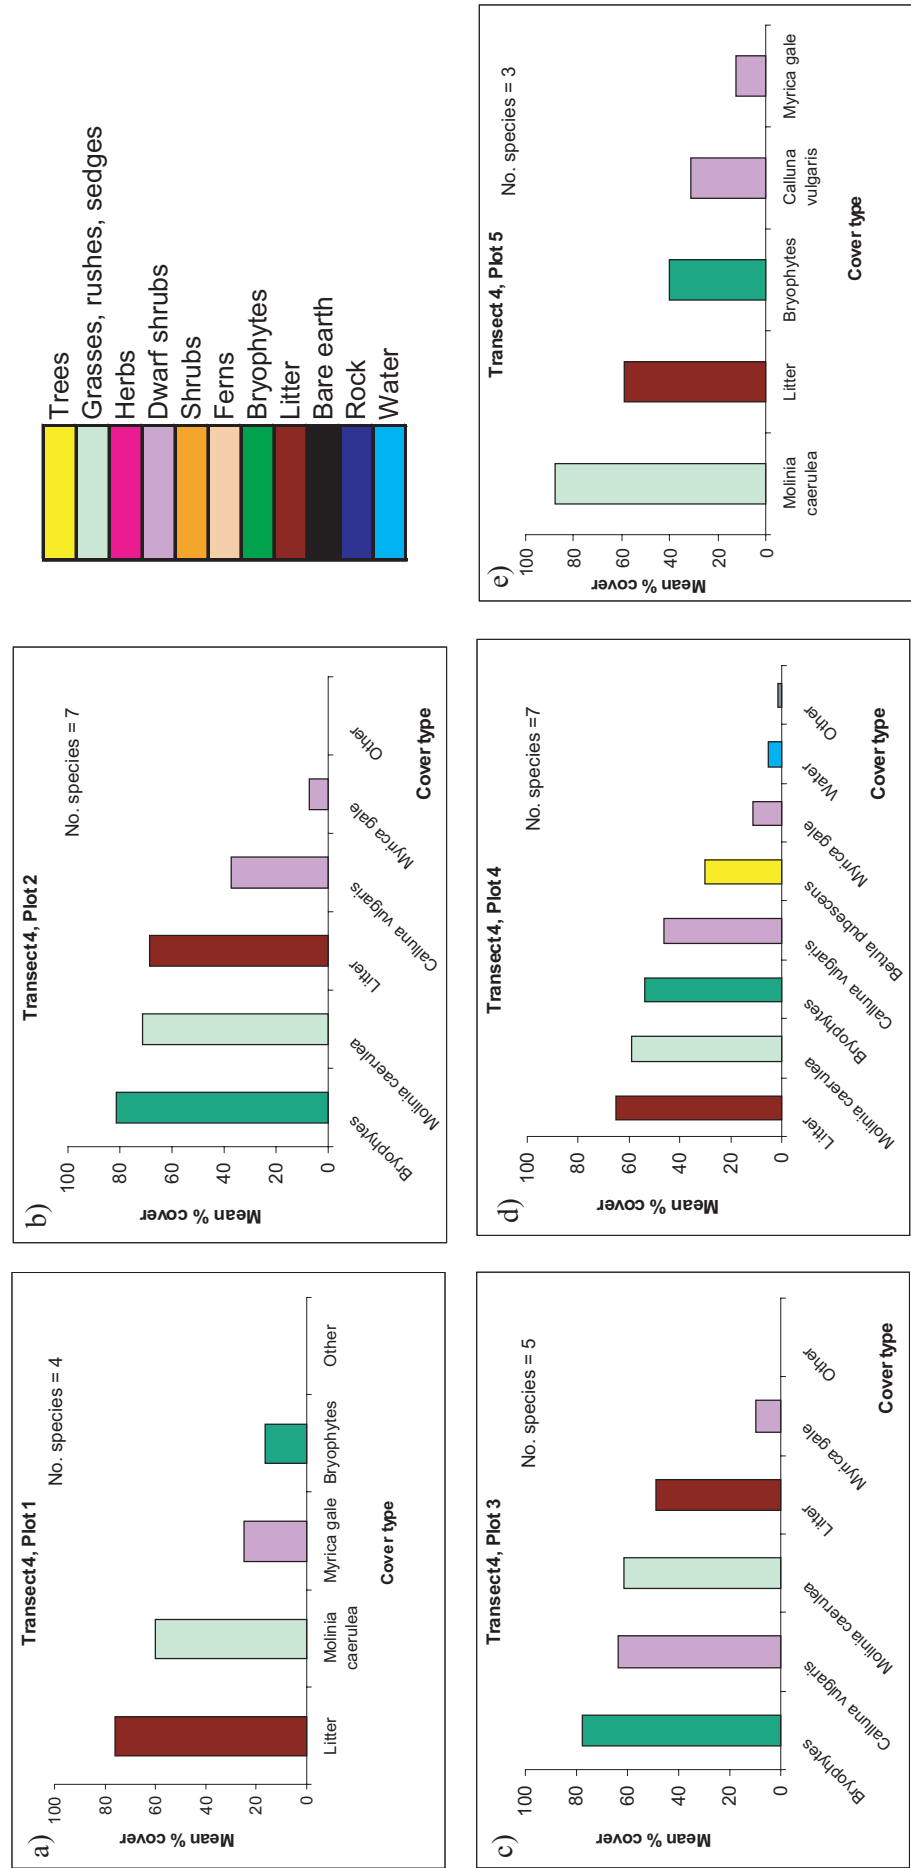 a)
Transect 4, Plot 1
No. species = 4
Mean % cover
100
80
60
40
20
0
Litter
Molinia caerulea
Myrica gale
Bryophytes
Other
Cover type
b)
Transect 4, Plot 2
No. species = 7
Mean % cover
100
80
60
40
20
0
Bryophytes
Molinia caerulea
Litter
Calluna vulgaris
Myrica gale
Other
Cover type
Trees
Grasses, rushes, sedges
Herbs
Dwarf shrubs
Shrubs
Ferns
Bryophytes
Litter
Bare earth
Rock
Water
c)
Transect 4, Plot 3
No. species = 5
Mean % cover
100
80
60
40
20
0
Bryophytes
Calluna vulgaris
Molinia caerulea
Litter
Myrica gale
Other
Cover type
d)
Transect 4, Plot 4
No. species =7
Mean % cover
100
80
60
40
20
0
Litter
Molinia caerulea
Bryophytes
Calluna vulgaris
Betula pubescens
Myrica gale
Water
Other
Cover type
e)
Transect 4, Plot 5
No. species = 3
Mean % cover
100
80
60
40
20
0
Molinia
caerulea
Litter
Bryophytes
Calluna
vulgaris
Myrica gale
Cover type